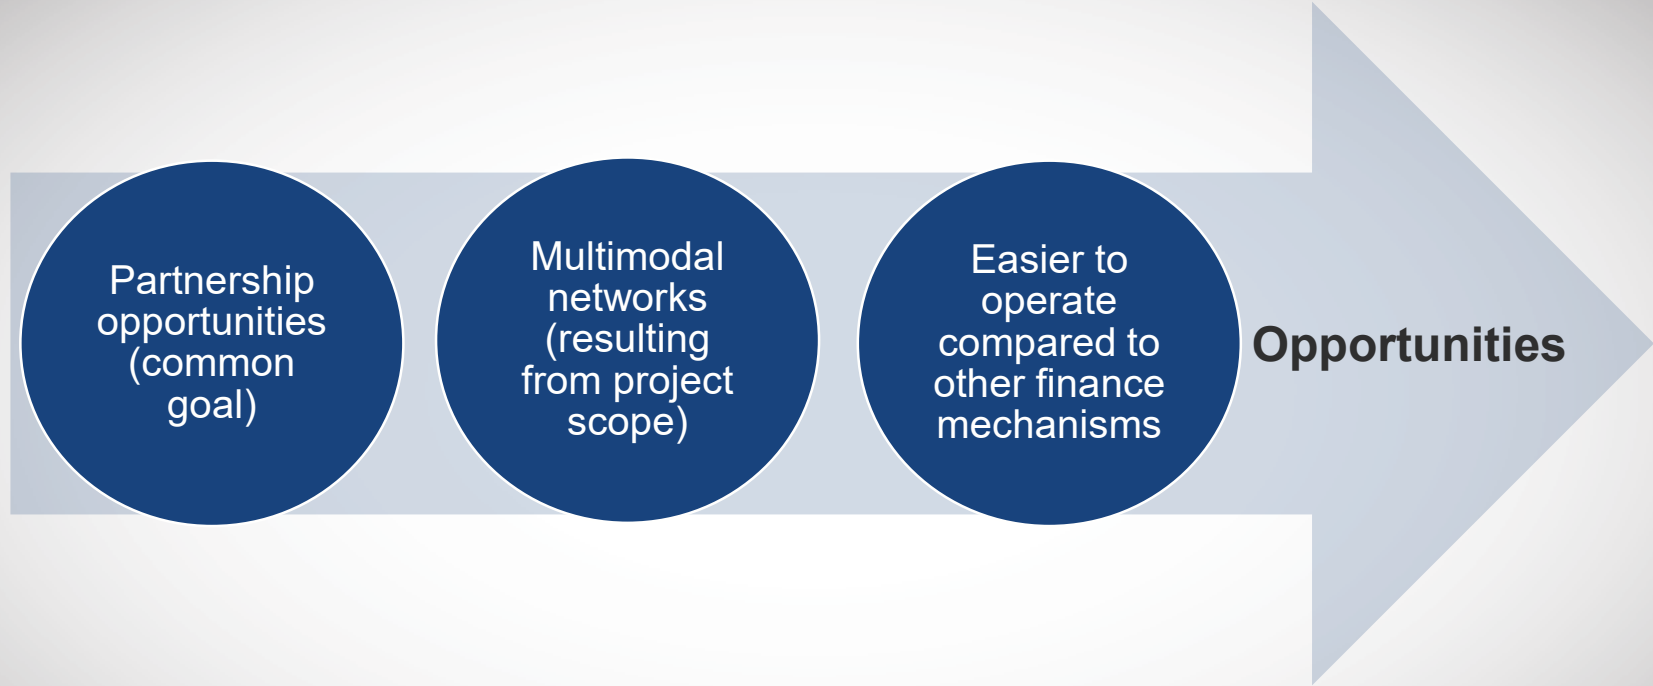 Partnership
opportunities
(common
goal)
Multimodal
networks
(resulting
from project
scope)
Easier to
operate
compared to
other finance
mechanisms
Opportunities